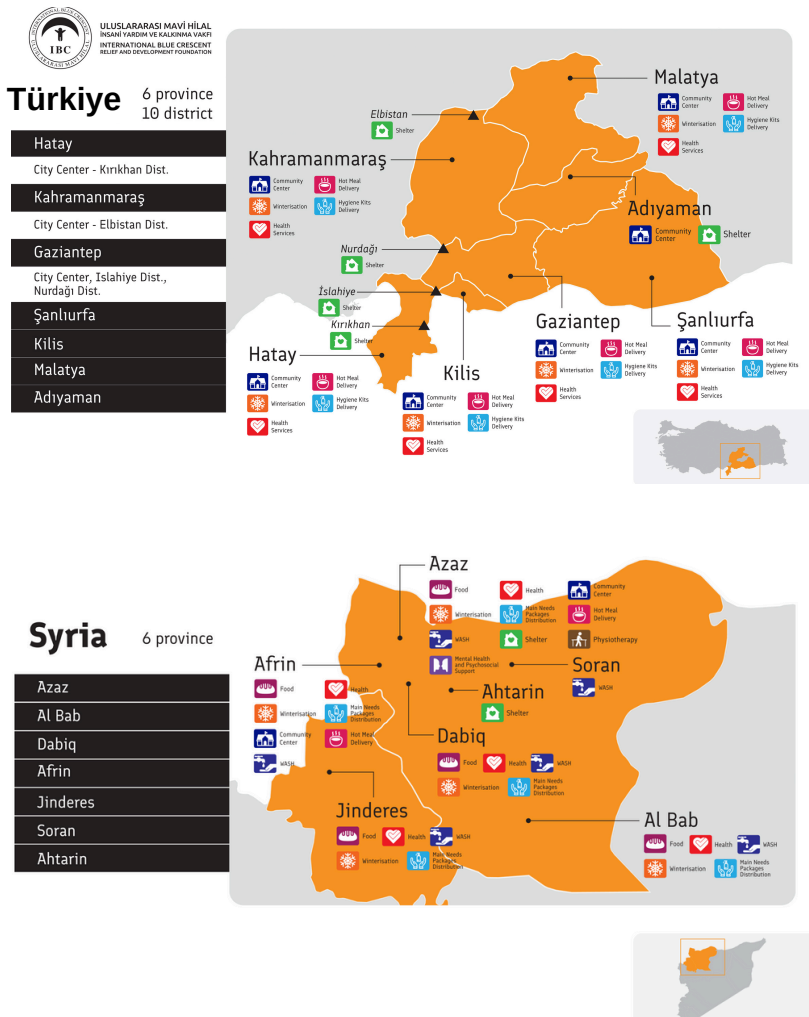 INTERNATIONAL BLUE CRESCENT
ULUSLARARASI MAVİ HİLAL
IBC
ULUSLARARASI MAVİ HİLAL
İNSANİ YARDIM VE KALKINMA VAKFI
INTERNATIONAL BLUE CRESCENT
RELIEF AND DEVELOPMENT FOUNDATION
Türkiye
6 province
10 district
Hatay
City Center - Kırıkhan Dist.
Kahramanmaraş
City Center - Elbistan Dist.
Gaziantep
City Center, Islahiye Dist.,
Nurdağı Dist.
Şanlıurfa
Kilis
Malatya
Adıyaman
Malatya
Community
Center
Hot Meal
Delivery
Winterisation
Hygiene Kits
Delivery
Health
Services
Elbistan
Shelter
Kahramanmaraş
Community
Center
Hot Meal
Delivery
Winterisation
Hygiene Kits
Delivery
Health
Services
Adıyaman
Community
Center
Shelter
Nurdağı
Shelter
İslahiye
Shelter
Kırıkhan
Shelter
Hatay
Community
Center
Hot Meal
Delivery
Winterisation
Hygiene Kits
Delivery
Health
Services
Kilis
Community
Center
Hot Meal
Delivery
Winterisation
Hygiene Kits
Delivery
Health
Services
Gaziantep
Community
Center
Hot Meal
Delivery
Winterisation
Hygiene Kits
Delivery
Health
Services
Şanlıurfa
Community
Center
Hot Meal
Delivery
Winterisation
Hygiene Kits
Delivery
Health
Services
Syria
6 province
Azaz
Al Bab
Dabiq
Afrin
Jinderes
Soran
Ahtarin
Azaz
Food
Health
Community
Center
Winterisation
Main Needs
Packages
Distribution
Hot Meal
Delivery
WASH
Shelter
Physiotherapy
Mental Health
and Psychosocial
Support
Soran
WASH
Afrin
Food
Health
Winterisation
Main Needs
Packages
Distribution
Community
Center
Hot Meal
Delivery
WASH
Ahtarin
Shelter
Dabiq
Food
Health
WASH
Winterisation
Main Needs
Packages
Distribution
Jinderes
Food
Health
WASH
Winterisation
Main Needs
Packages
Distribution
Al Bab
Food
Health
WASH
Winterisation
Main Needs
Packages
Distribution